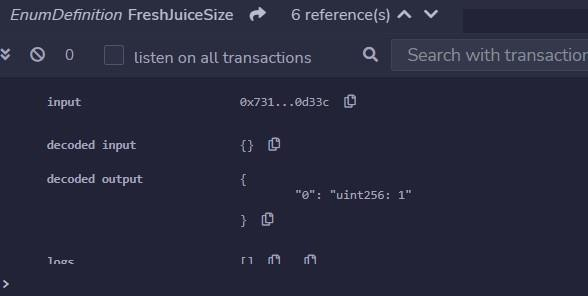 EnumDefinition FreshJuiceSize 6 reference(s)
0 listen on all transactions Search with transaction
input 0x731...0d33c
decoded input {}
decoded output {
"0": "uint256: 1"
}
logs []
>